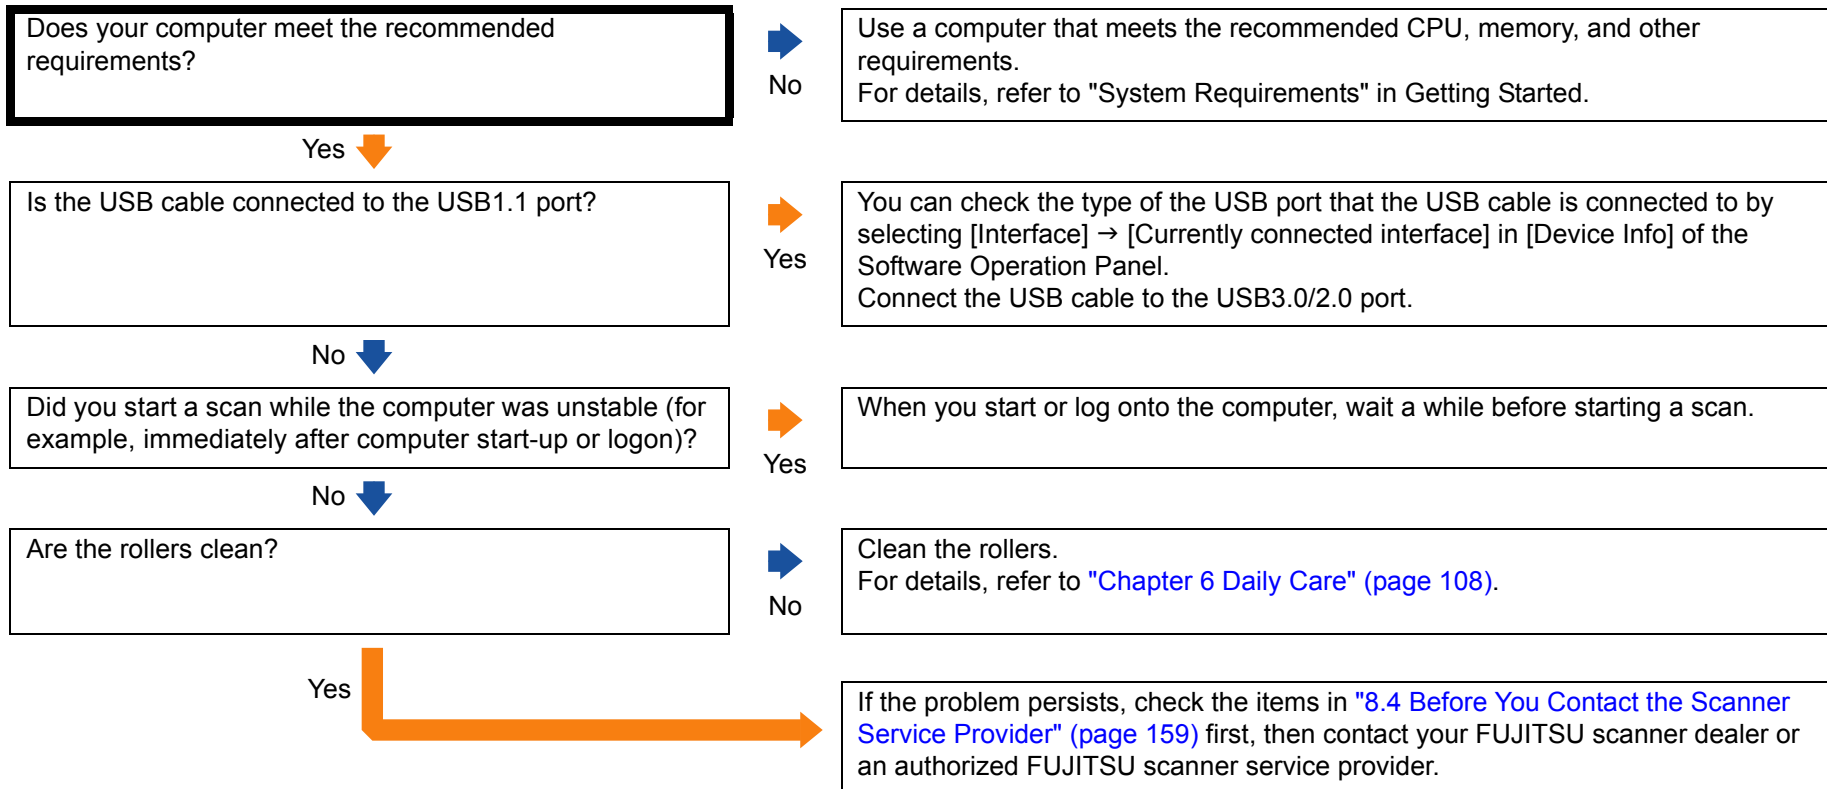 Does your computer meet the recommended
requirements?
No
Use a computer that meets the recommended CPU, memory, and other
requirements.
For details, refer to "System Requirements" in Getting Started.
Yes
Is the USB cable connected to the USB1.1 port?
Yes
You can check the type of the USB port that the USB cable is connected to by
selecting [Interface] → [Currently connected interface] in [Device Info] of the
Software Operation Panel.
Connect the USB cable to the USB3.0/2.0 port.
No
Did you start a scan while the computer was unstable (for
example, immediately after computer start-up or logon)?
Yes
When you start or log onto the computer, wait a while before starting a scan.
No
Are the rollers clean?
No
Clean the rollers.
For details, refer to "Chapter 6 Daily Care" (page 108).
Yes
If the problem persists, check the items in "8.4 Before You Contact the Scanner
Service Provider" (page 159) first, then contact your FUJITSU scanner dealer or
an authorized FUJITSU scanner service provider.